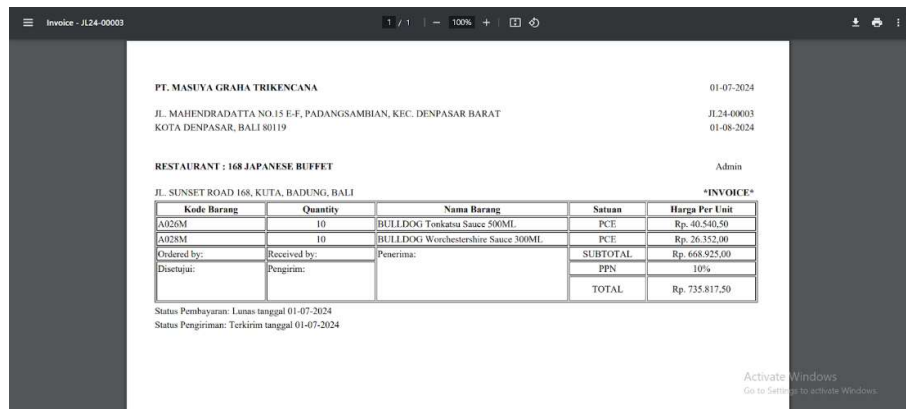 Invoice - JL24-00003
1 / 1 | − 100% +
PT. MASUYA GRAHA TRIKENCANA 01-07-2024
JL. MAHENDRADATTA NO.15 E-F, PADANGSAMBIAN, KEC. DENPASAR BARAT JL24-00003
KOTA DENPASAR, BALI 80119 01-08-2024
RESTAURANT : 168 JAPANESE BUFFET Admin
JL. SUNSET ROAD 168, KUTA, BADUNG, BALI *INVOICE*
Kode Barang Quantity Nama Barang Satuan Harga Per Unit
A026M 10 BULLDOG Tonkatsu Sauce 500ML PCE Rp. 40.540,50
A028M 10 BULLDOG Worchestershire Sauce 300ML PCE Rp. 26.352,00
Ordered by: Received by: Penerima: SUBTOTAL Rp. 668.925,00
Disetujui: Pengirim: PPN 10%
TOTAL Rp. 735.817,50
Status Pembayaran: Lunas tanggal 01-07-2024
Status Pengiriman: Terkirim tanggal 01-07-2024
Activate Windows
Go to Settings to activate Windows.